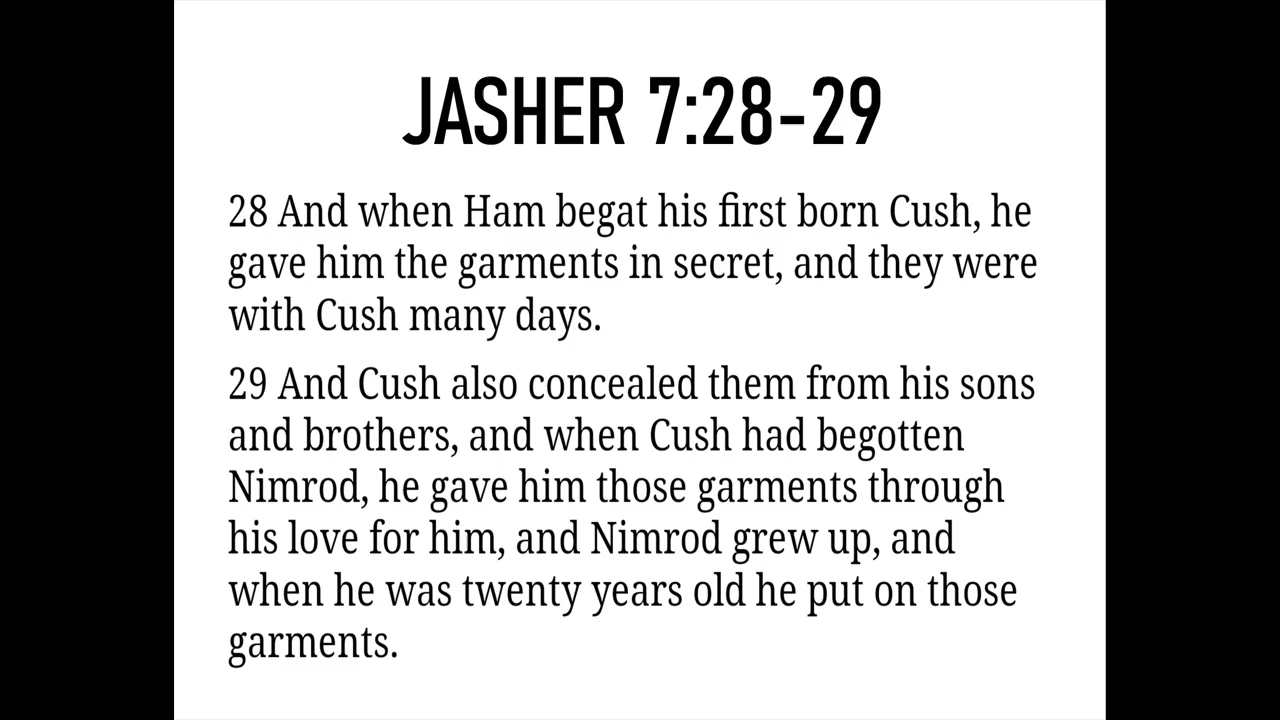 JASHER 7:28-29
28 And when Ham begat his first born Cush, he
gave him the garments in secret, and they were
with Cush many days.
29 And Cush also concealed them from his sons
and brothers, and when Cush had begotten
Nimrod, he gave him those garments through
his love for him, and Nimrod grew up, and
when he was twenty years old he put on those
garments.